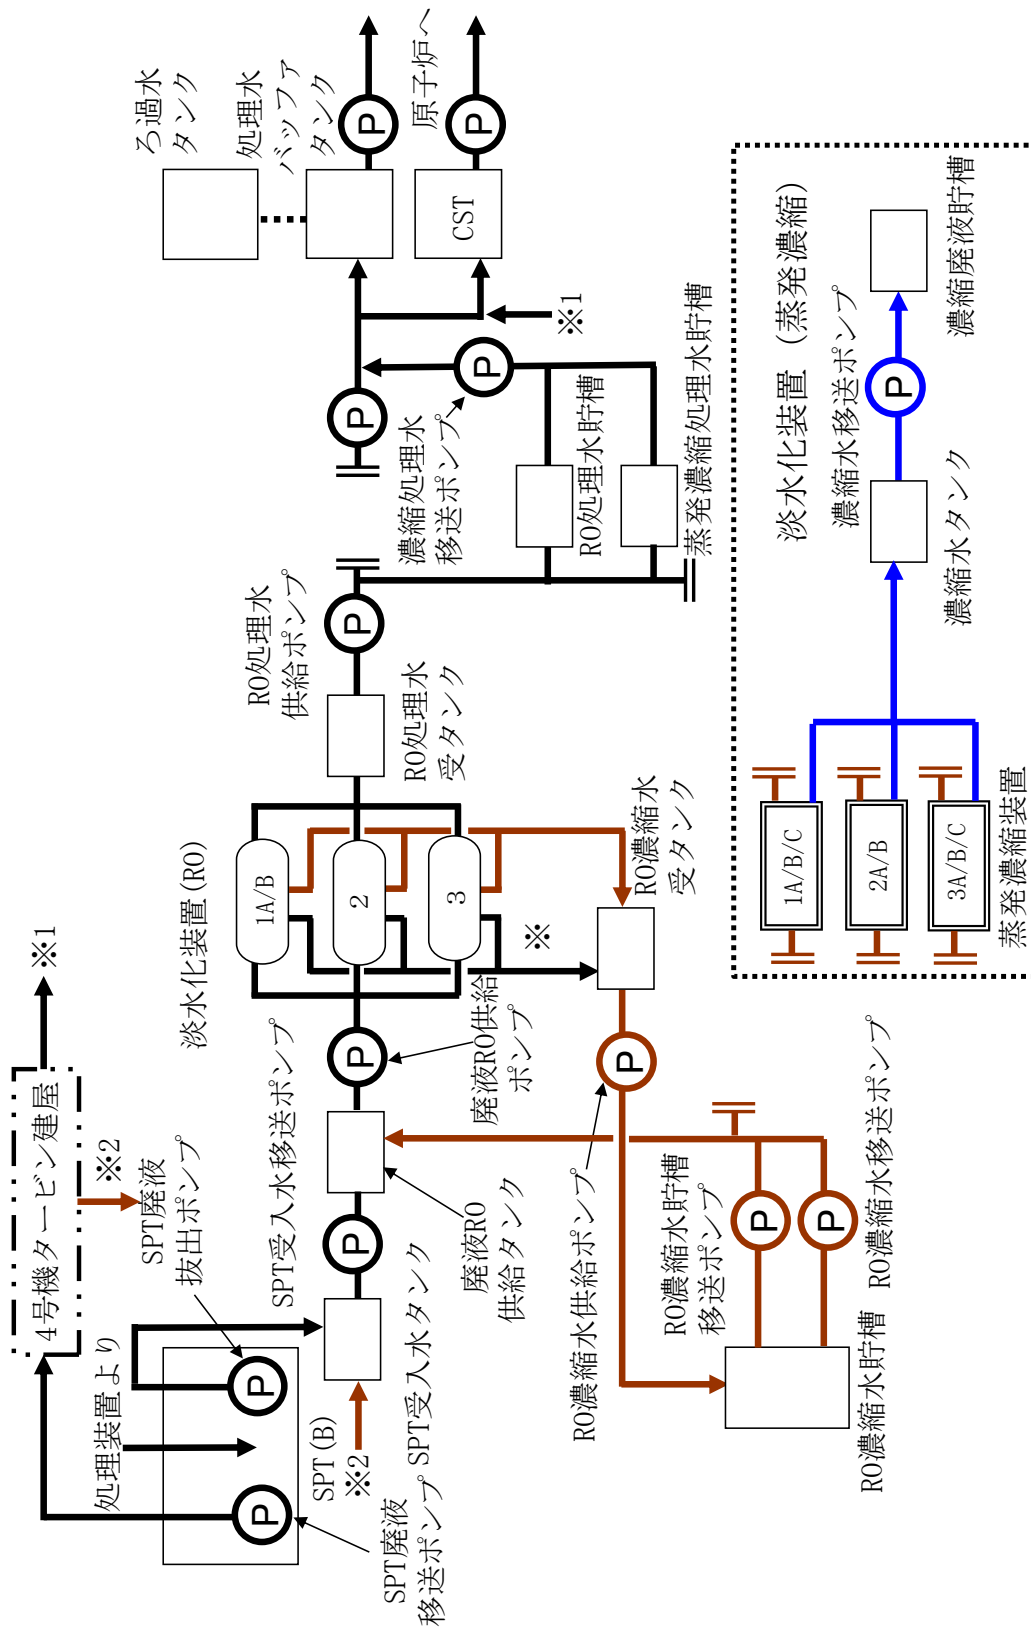 4号機タービン建屋
※1
※2
処理装置より
SPT廃液
抜出ポンプ
P
P
SPT(B)
※2
SPT廃液
移送ポンプ
SPT受入水移送ポンプ
P
SPT受入水タンク
廃液RO
供給タンク
P
廃液RO供給
ポンプ
淡水化装置(RO)
1A/B
2
3
※
RO処理水
供給ポンプ
P
RO処理水
受タンク
RO濃縮水
受タンク
P
RO濃縮水供給ポンプ
RO濃縮水貯槽
移送ポンプ
P
P
RO濃縮水移送ポンプ
RO濃縮水貯槽
P
濃縮処理水
移送ポンプ
P
RO処理水貯槽
蒸発濃縮処理水貯槽
※1
ろ過水
タンク
処理水
バッファ
タンク
P
CST
P
原子炉へ
淡水化装置(蒸発濃縮)
1A/B/C
2A/B
3A/B/C
蒸発濃縮装置
濃縮水タンク
濃縮水移送ポンプ
P
濃縮廃液貯槽